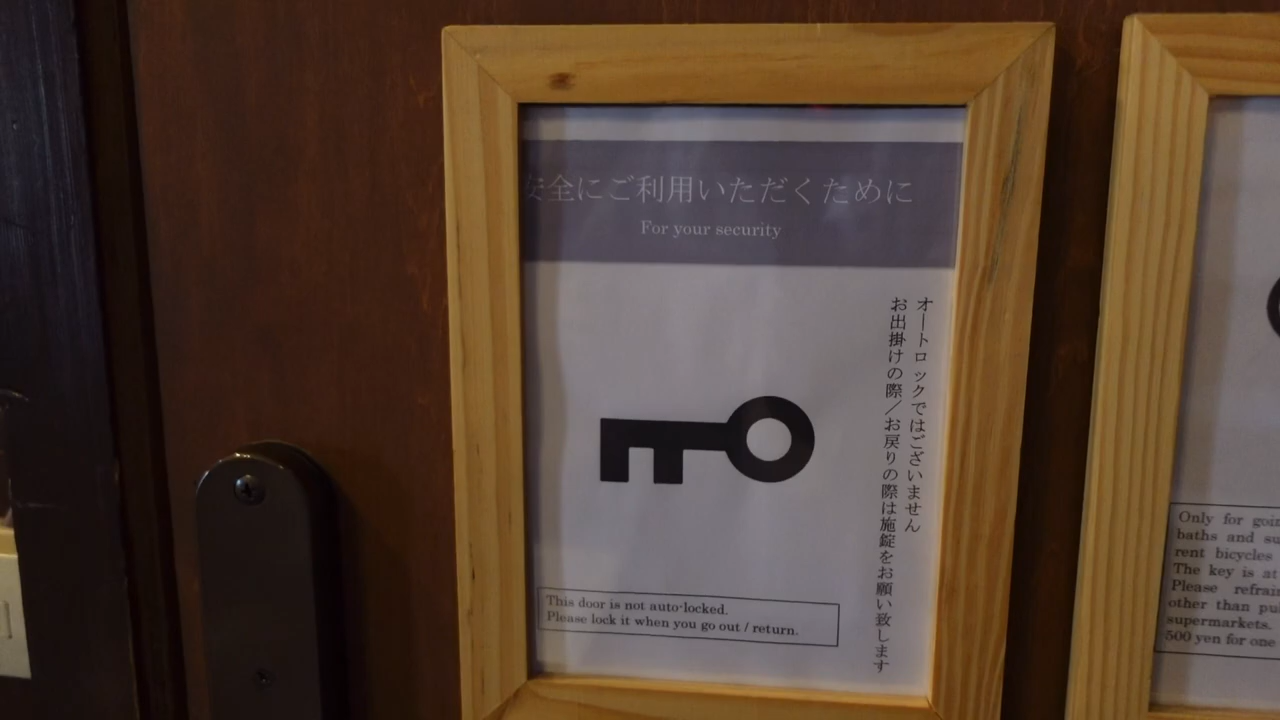 安全にご利用いただくために
For your security
オートロックではございません
お出掛けの際／お戻りの際は施錠をお願い致します
This door is not auto-locked.
Please lock it when you go out / return.
Only for
baths and
rent bicycles
The key is at
Please
other than
supermarkets.
500 yen for one